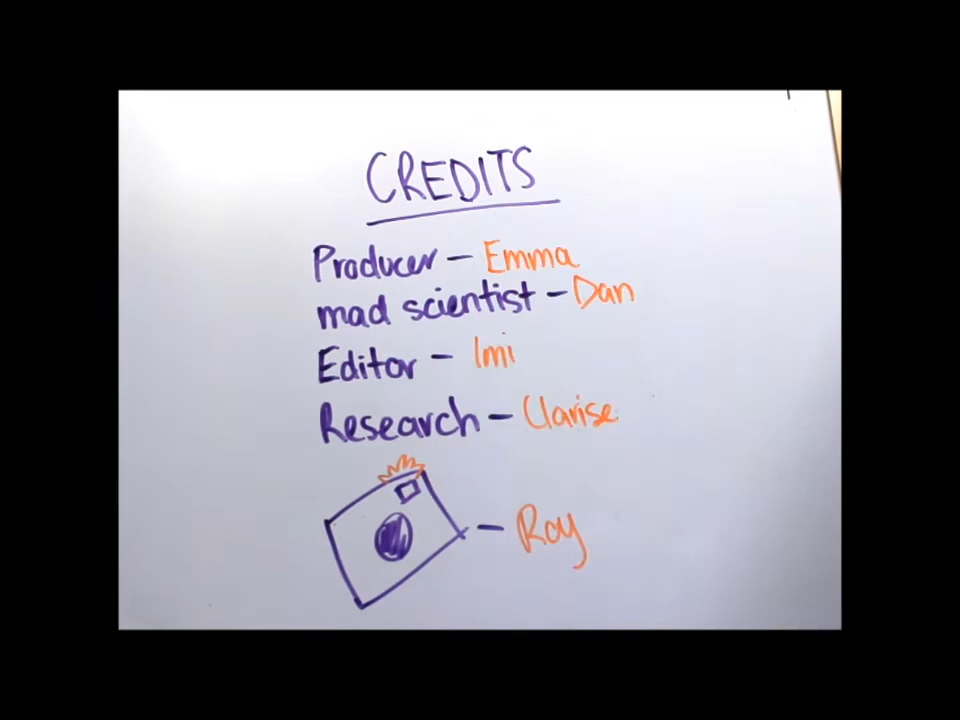 CREDITS
Producer – Emma
mad scientist – Dan
Editor – Imi
Research – Clarise
– Roy